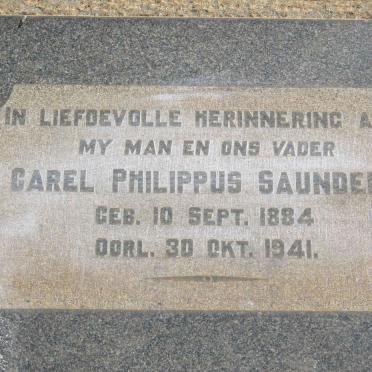 IN LIEFDEVOLLE HERINNERING A
MY MAN EN ONS VADER
CAREL PHILIPPUS SAUNDE
GEB. 10 SEPT. 1884
OORL. 30 OKT. 1941.